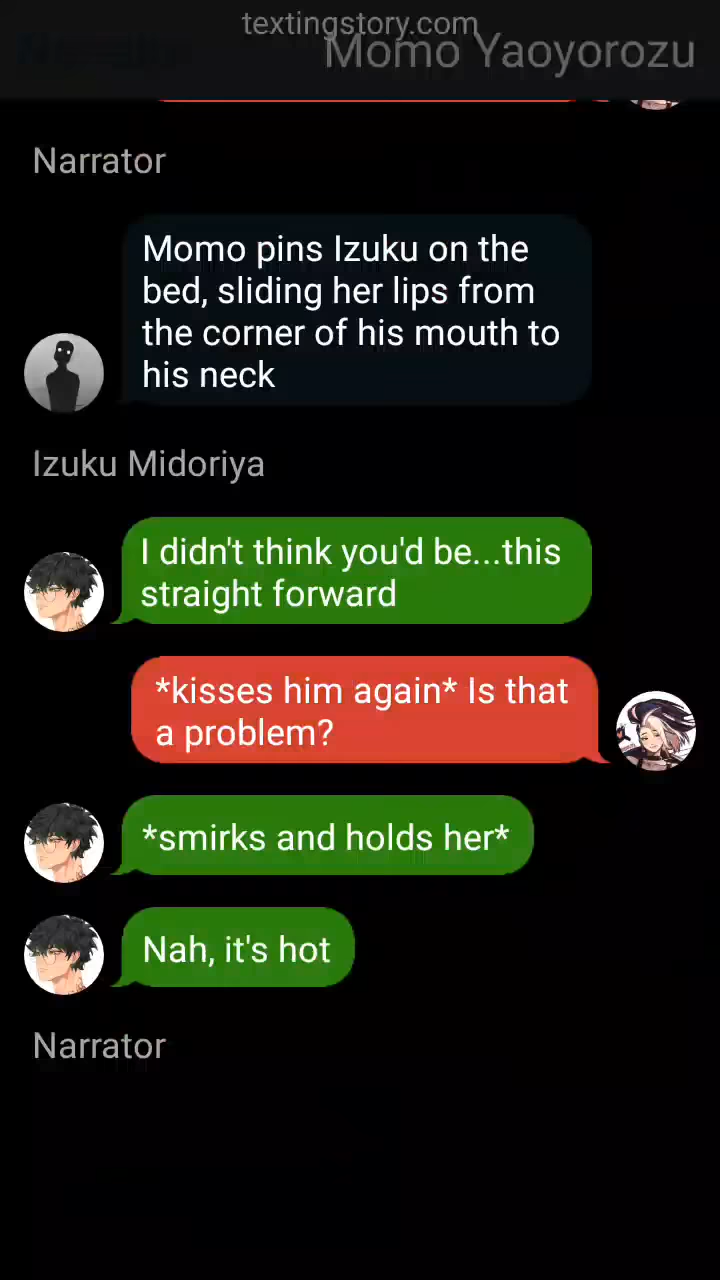 textingstory.com
Momo Yaoyorozu
Narrator
Momo pins Izuku on the
bed, sliding her lips from
the corner of his mouth to
his neck
Izuku Midoriya
I didn't think you'd be...this
straight forward
*kisses him again* Is that
a problem?
*smirks and holds her*
Nah, it's hot
Narrator